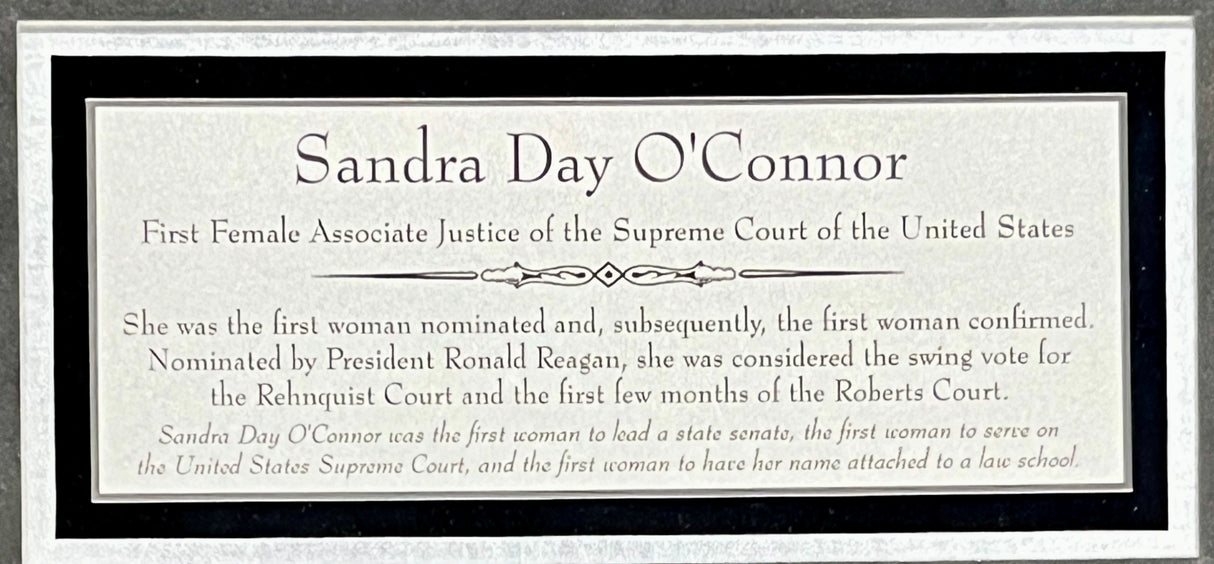 Sandra Day O'Connor
First Female Associate Justice of the Supreme Court of the United States
She was the first woman nominated and, subsequently, the first woman confirmed.
Nominated by President Ronald Reagan, she was considered the swing vote for
the Rehnquist Court and the first few months of the Roberts Court.
Sandra Day O'Connor was the first woman to lead a state senate, the first woman to serve on
the United States Supreme Court, and the first woman to have her name attached to a law school.